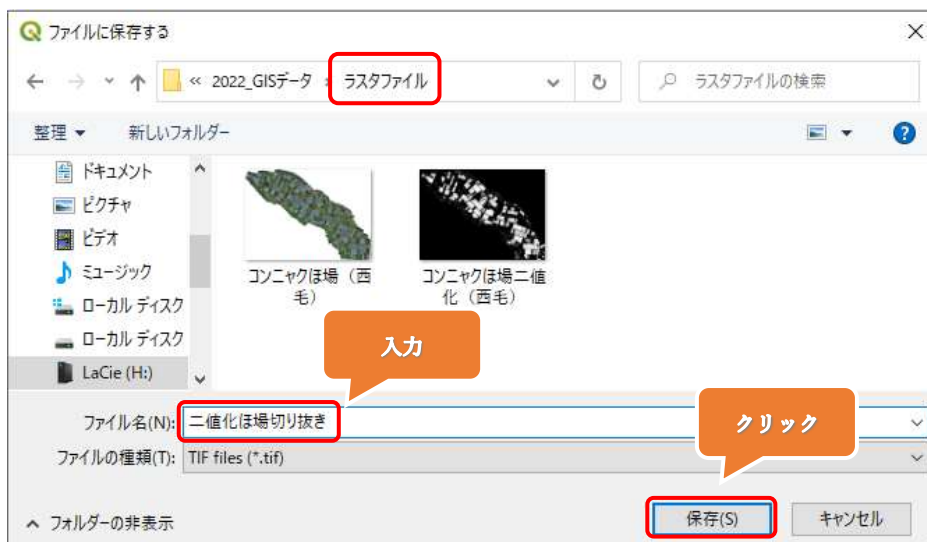 ファイルに保存する
« 2022_GISデータ › ラスタファイル
ラスタファイルの検索
整理
新しいフォルダー
ドキュメント
ピクチャ
ビデオ
ミュージック
ローカル ディスク
ローカル ディスク
LaCie (H:)
コンニャクほ場（西
毛）
コンニャクほ場二値
化（西毛）
入力
ファイル名(N):
二値化ほ場切り抜き
クリック
ファイルの種類(T):
TIF files (*.tif)
フォルダーの非表示
保存(S)
キャンセル